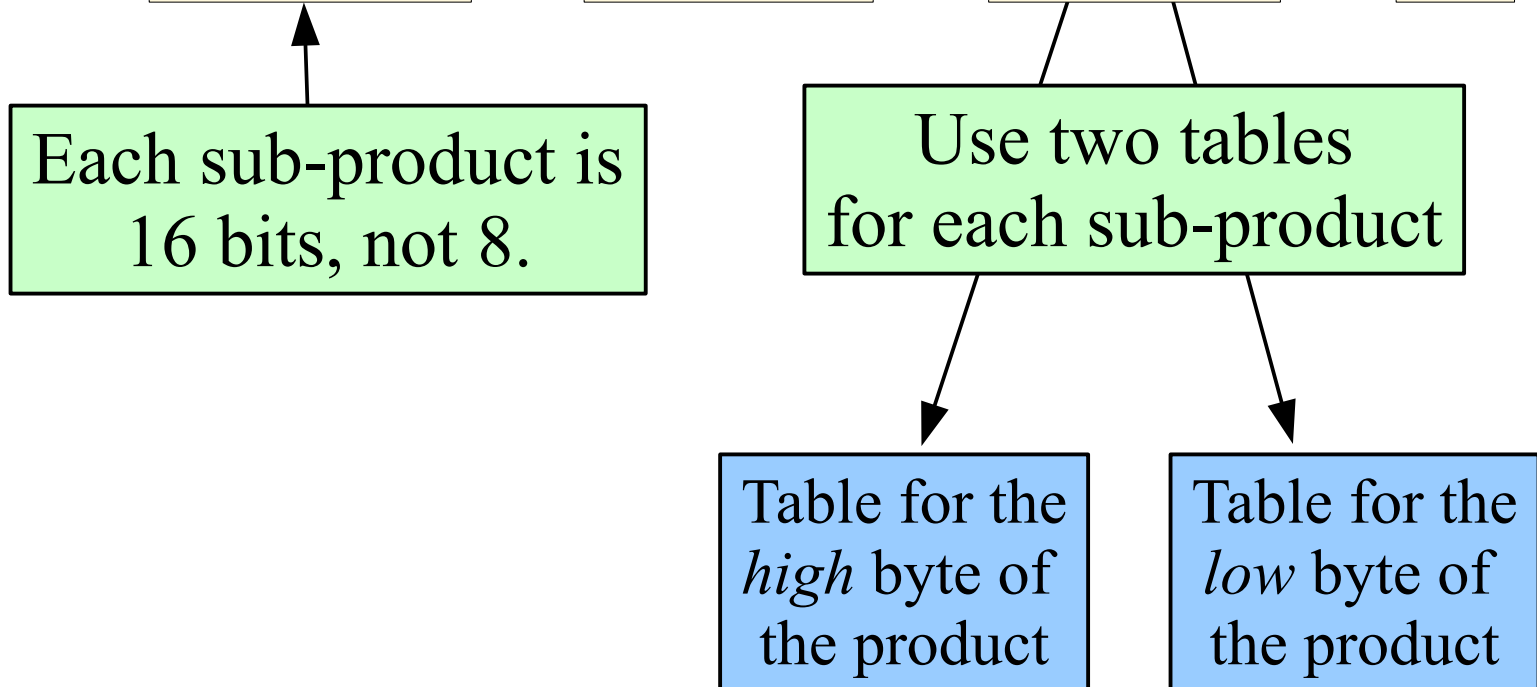 Each sub-product is
16 bits, not 8.
Use two tables
for each sub-product
Table for the
high byte of
the product
Table for the
low byte of
the product